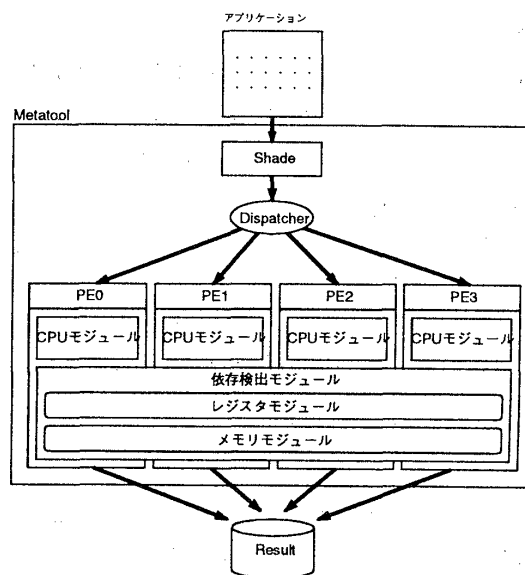 アプリケーション
Metatool
Shade
Dispatcher
PE0 PE1 PE2 PE3
CPUモジュール CPUモジュール CPUモジュール CPUモジュール
依存検出モジュール
レジスタモジュール
メモリモジュール
Result